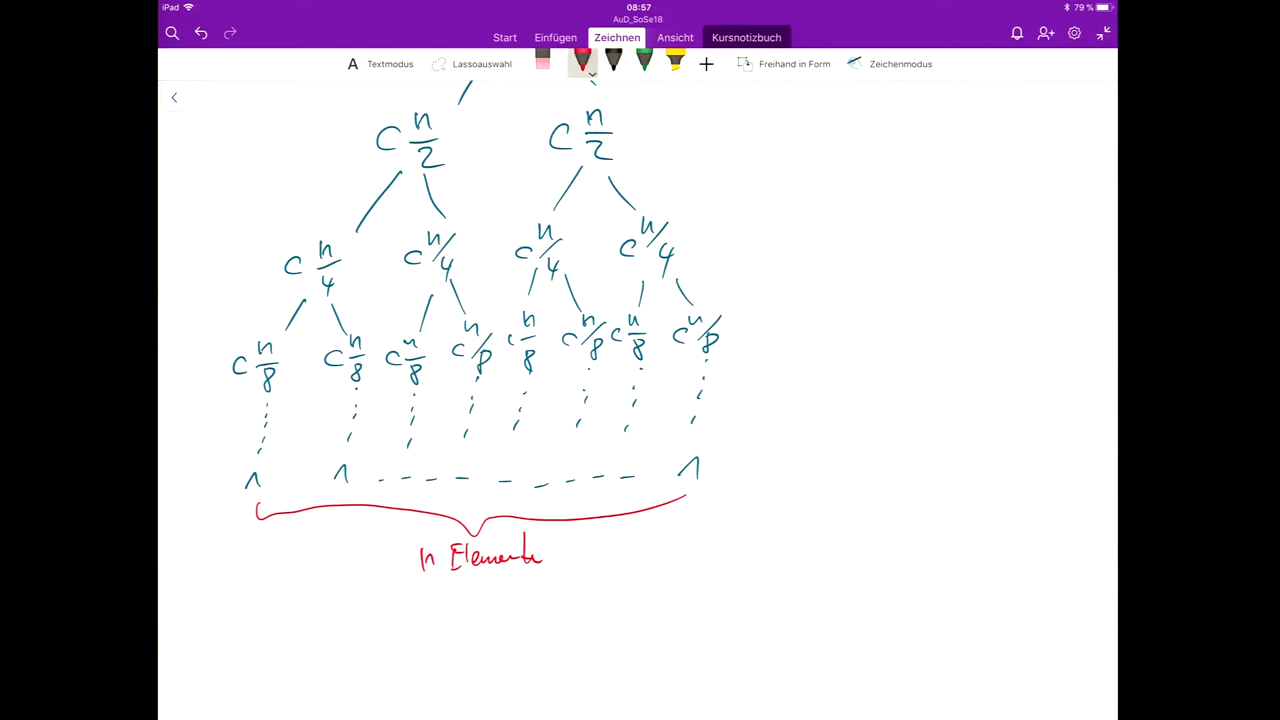 iPad 08:57 79 %
AuD_SoSe18
Start Einfügen Zeichnen Ansicht Kursnotizbuch
A Textmodus Lassoauswahl Freihand in Form Zeichenmodus
C n/2 C n/2
C n/4 C n/4 C n/4 C n/4
C n/8 C n/8 C n/8 C n/8 C n/8 C n/8 C n/8 C n/8
1 1 - - - - - - - - - 1
n Elemente